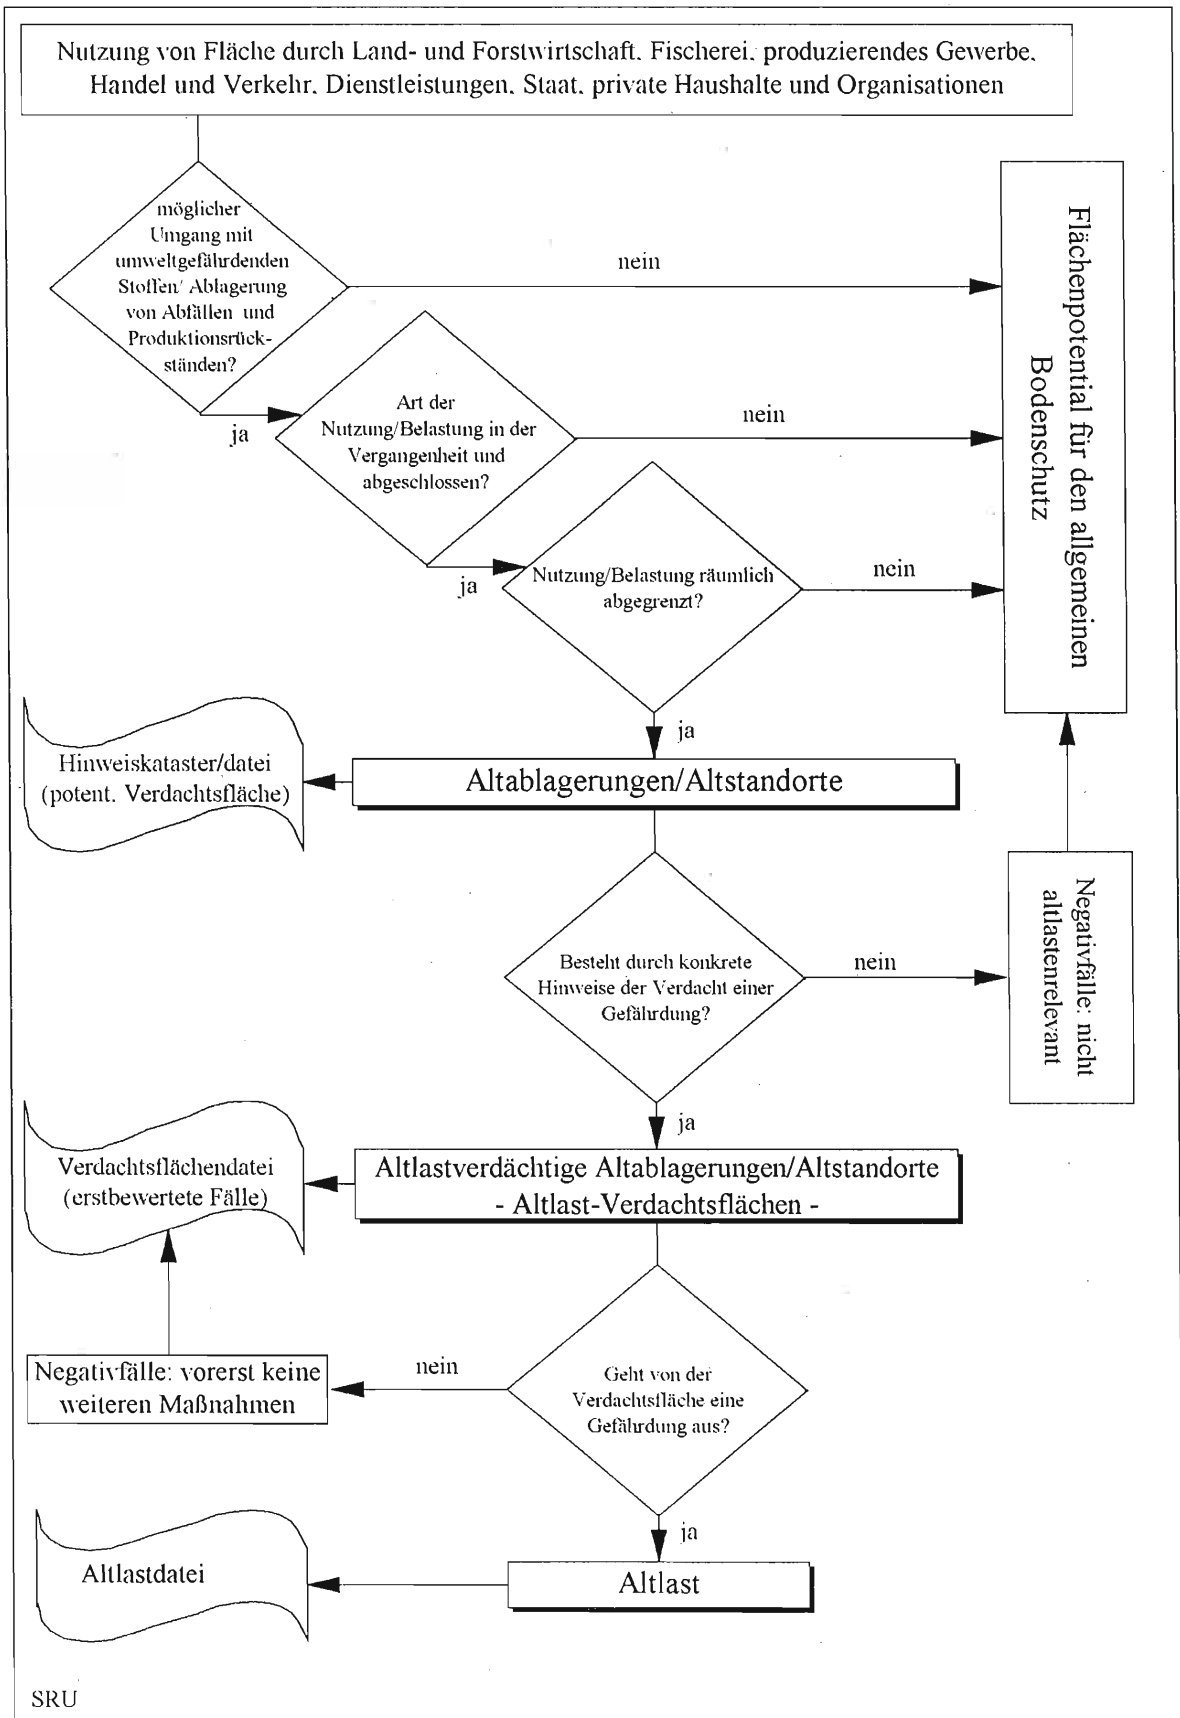 Nutzung von Fläche durch Land- und Forstwirtschaft, Fischerei, produzierendes Gewerbe,
Handel und Verkehr, Dienstleistungen, Staat, private Haushalte und Organisationen
möglicher
Umgang mit
umweltgefährdenden
Stoffen/ Ablagerung
von Abfällen und
Produktionsrück-
ständen?
nein
ja
Art der
Nutzung/Belastung in der
Vergangenheit und
abgeschlossen?
nein
ja
Nutzung/Belastung räumlich
abgegrenzt?
nein
ja
Flächenpotential für den allgemeinen
Bodenschutz
Hinweiskataster/datei
(potent. Verdachtsfläche)
Altablagerungen/Altstandorte
Besteht durch konkrete
Hinweise der Verdacht einer
Gefährdung?
nein
ja
Negativfälle: nicht
altlastenrelevant
Verdachtsflächendatei
(erstbewertete Fälle)
Altlastverdächtige Altablagerungen/Altstandorte
- Altlast-Verdachtsflächen -
Negativfälle: vorerst keine
weiteren Maßnahmen
nein
Geht von der
Verdachtsfläche eine
Gefährdung aus?
ja
Altlastdatei
Altlast
SRU